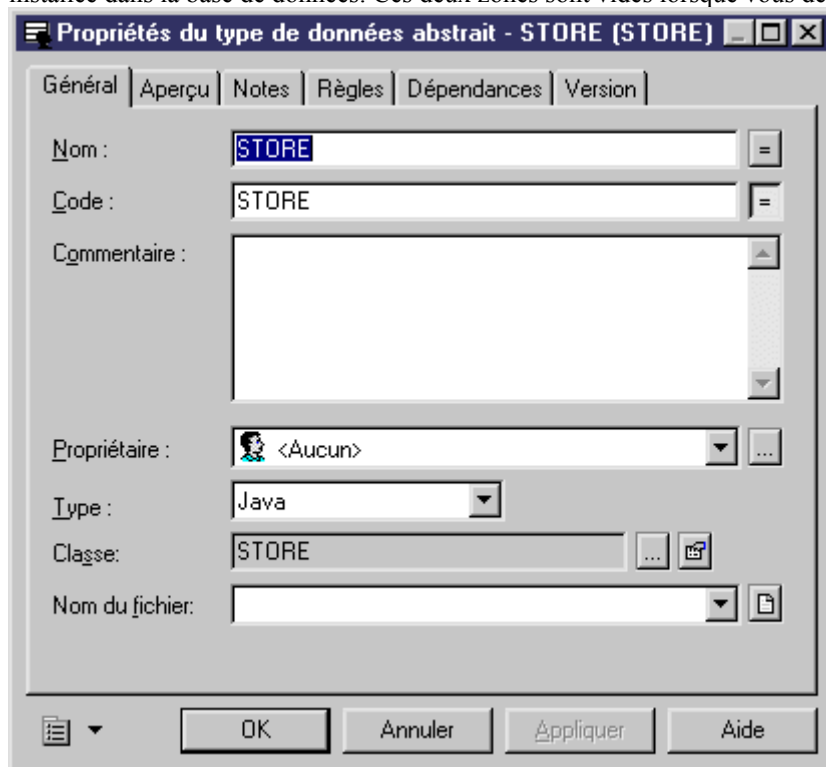 instance dans la base de données. Ces deux zones sont vides lorsque vous de
Propriétés du type de données abstrait - STORE (STORE)
Général Aperçu Notes Règles Dépendances Version
Nom : STORE =
Code : STORE =
Commentaire :
Propriétaire : <Aucun> ...
Type : Java
Classe: STORE ...
Nom du fichier:
OK Annuler Appliquer Aide